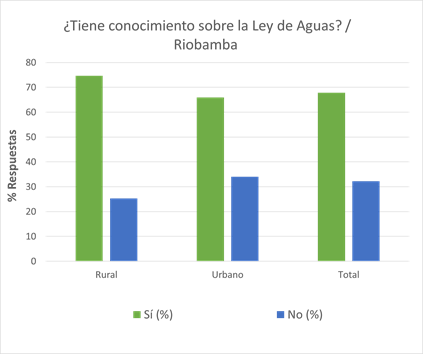 ¿Tiene conocimiento sobre la Ley de Aguas? /
Riobamba
% Respuestas
80
70
60
50
40
30
20
10
0
Rural Urbano Total
Sí (%) No (%)